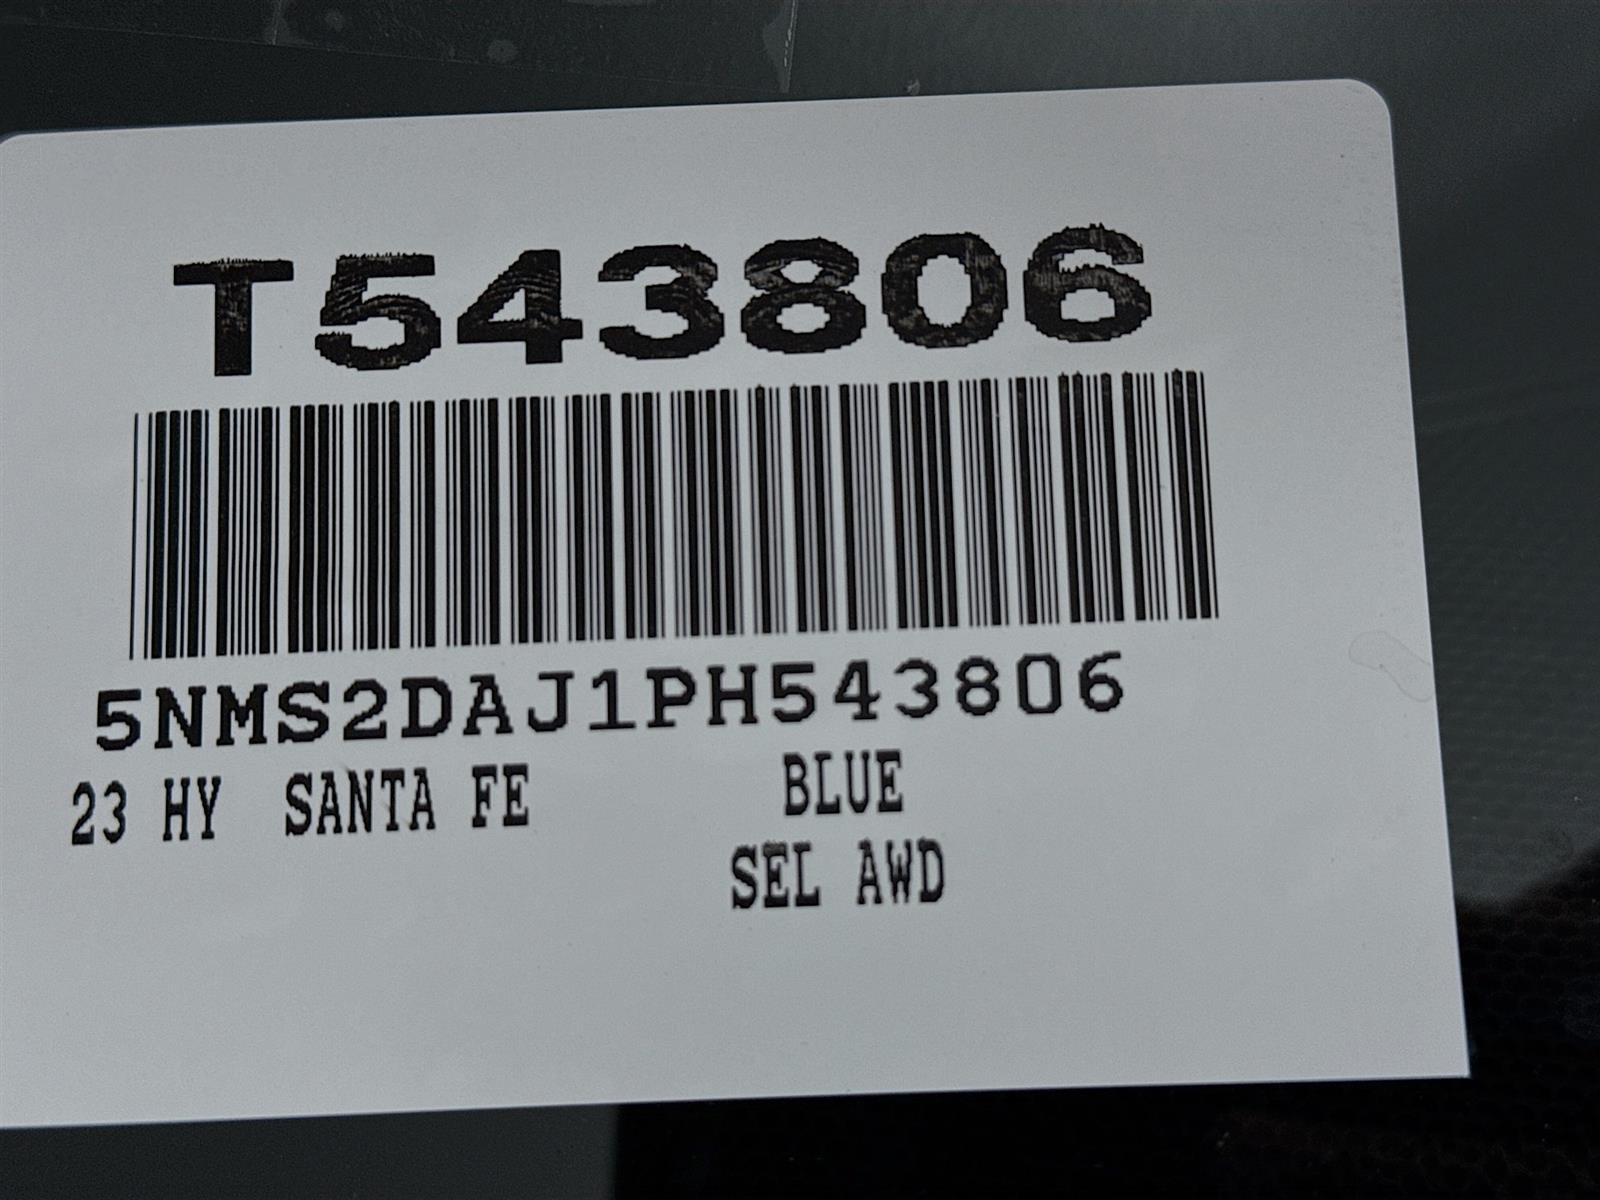 T543806
5NMS2DAJ1PH543806
23 HY SANTA FE BLUE
SEL AWD